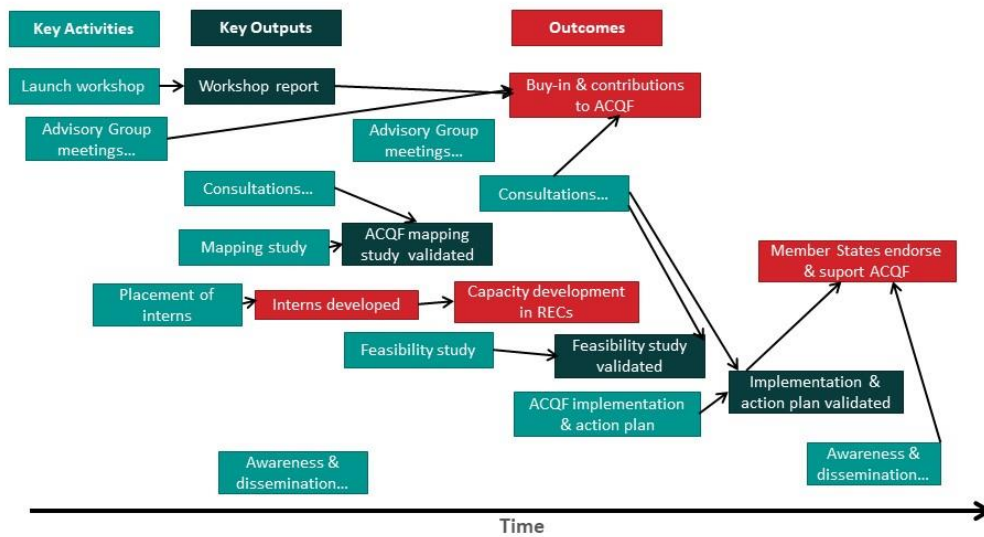 Key Activities
Key Outputs
Outcomes
Launch workshop
Workshop report
Buy-in & contributions
to ACQF
Advisory Group
meetings...
Advisory Group
meetings...
Consultations...
Consultations...
Mapping study
ACQF mapping
study validated
Member States endorse
& suport ACQF
Placement of
interns
Interns developed
Capacity development
in RECs
Feasibility study
Feasibility study
validated
Implementation &
action plan validated
ACQF implementation
& action plan
Awareness &
dissemination...
Awareness &
dissemination...
Time